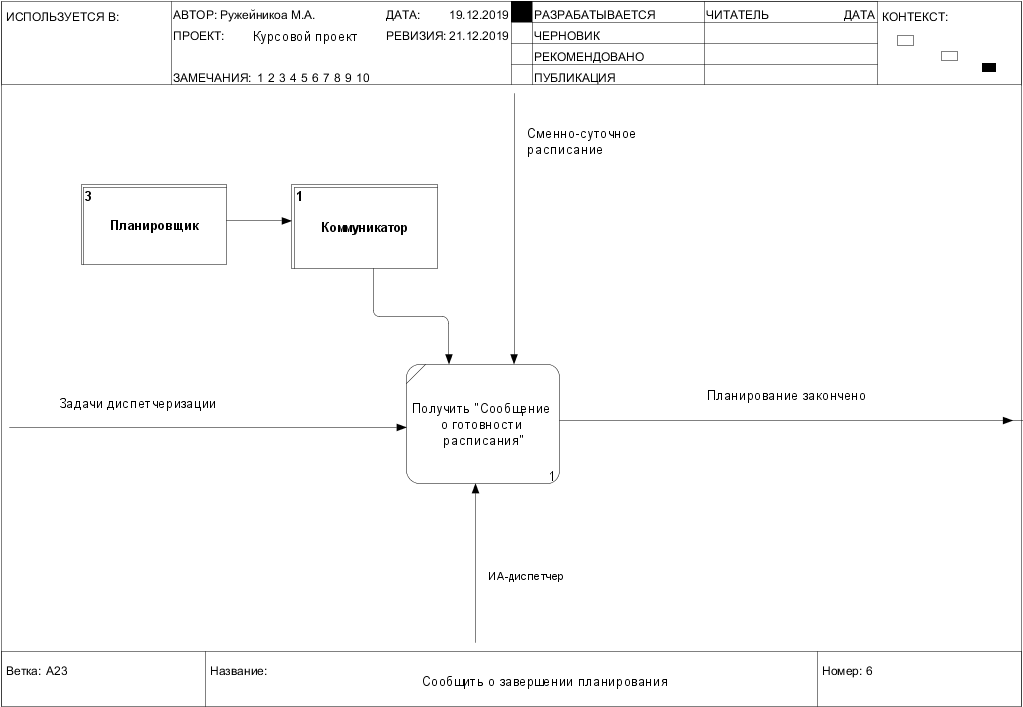 ИСПОЛЬЗУЕТСЯ В:
АВТОР: Ружейникоа М.А.
ДАТА: 19.12.2019
РАЗРАБАТЫВАЕТСЯ
ЧИТАТЕЛЬ
ДАТА
КОНТЕКСТ:
ПРОЕКТ: Курсовой проект
РЕВИЗИЯ: 21.12.2019
ЧЕРНОВИК
РЕКОМЕНДОВАНО
ЗАМЕЧАНИЯ: 1 2 3 4 5 6 7 8 9 10
ПУБЛИКАЦИЯ
Сменно-суточное
расписание
3
Планировщик
1
Коммуникатор
Задачи диспетчеризации
Получить "Сообщение
о готовности
расписания"
1
Планирование закончено
ИА-диспетчер
Ветка: A23
Название:
Сообщить о завершении планирования
Номер: 6